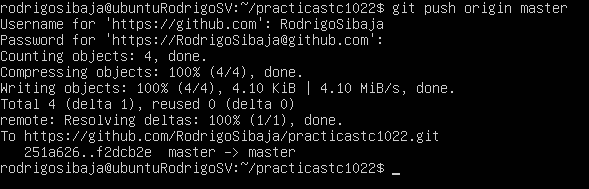 rodrigosibaja@ubuntuRodrigoSV:~/practicastc1022$ git push origin master
Username for 'https://github.com': RodrigoSibaja
Password for 'https://RodrigoSibaja@github.com':
Counting objects: 4, done.
Compressing objects: 100% (4/4), done.
Writing objects: 100% (4/4), 4.10 KiB | 4.10 MiB/s, done.
Total 4 (delta 1), reused 0 (delta 0)
remote: Resolving deltas: 100% (1/1), done.
To https://github.com/RodrigoSibaja/practicastc1022.git
   251a626..f2dcb2e  master -> master
rodrigosibaja@ubuntuRodrigoSV:~/practicastc1022$ _